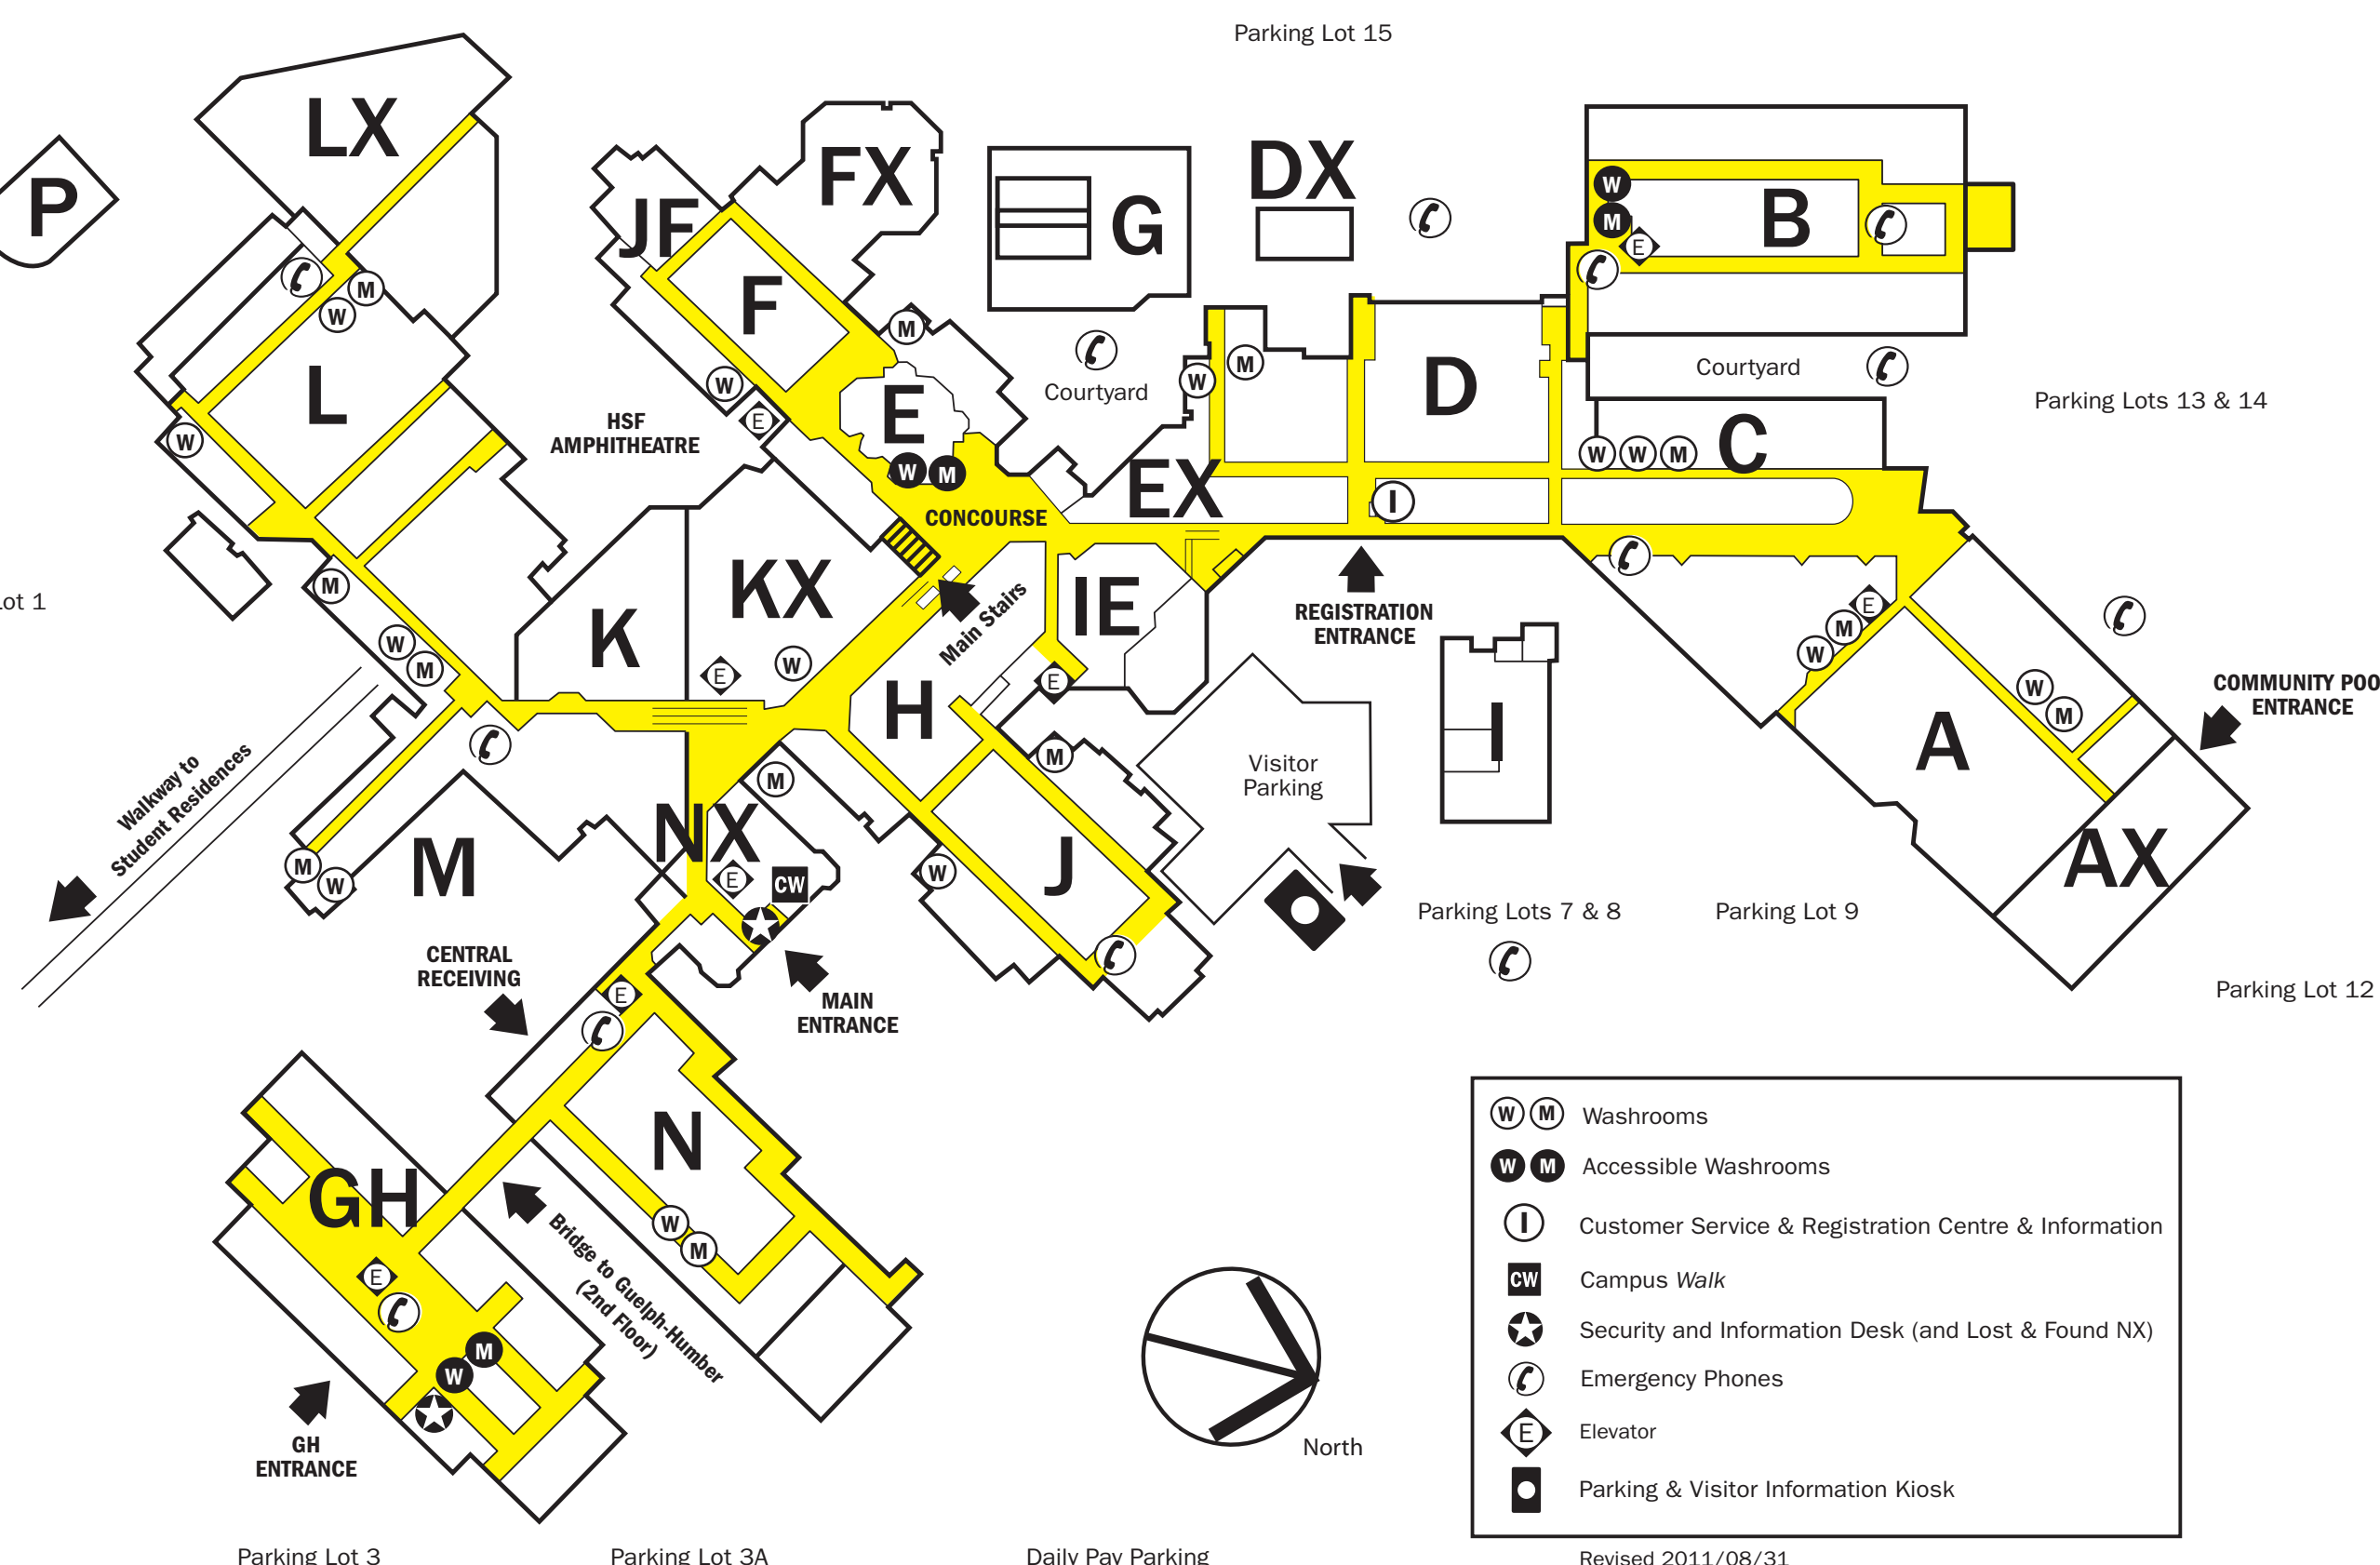 Parking Lot 15
LX
P
JF
FX
F
G
DX
B
W
M
E
L
M
W
W
M
W
E
HSF
AMPHITHEATRE
E
W
M
Courtyard
W
M
D
Courtyard
Parking Lots 13 & 14
W
W
M
C
EX
I
CONCOURSE
Lot 1
M
W
M
K
KX
E
W
Main Stairs
IE
H
E
REGISTRATION
ENTRANCE
I
E
M
W
W
M
A
AX
COMMUNITY POO
ENTRANCE
Walkway to
Student Residences
M
W
M
NX
M
E
CW
M
W
J
Visitor
Parking
Parking Lots 7 & 8
Parking Lot 9
Parking Lot 12
CENTRAL
RECEIVING
MAIN
ENTRANCE
E
N
W
M
GH
E
M
W
Bridge to Guelph-Humber
(2nd Floor)
GH
ENTRANCE
North
W M Washrooms
W M Accessible Washrooms
I Customer Service & Registration Centre & Information
CW Campus Walk
Security and Information Desk (and Lost & Found NX)
Emergency Phones
E Elevator
Parking & Visitor Information Kiosk
Parking Lot 3
Parking Lot 3A
Daily Pay Parking
Revised 2011/08/31